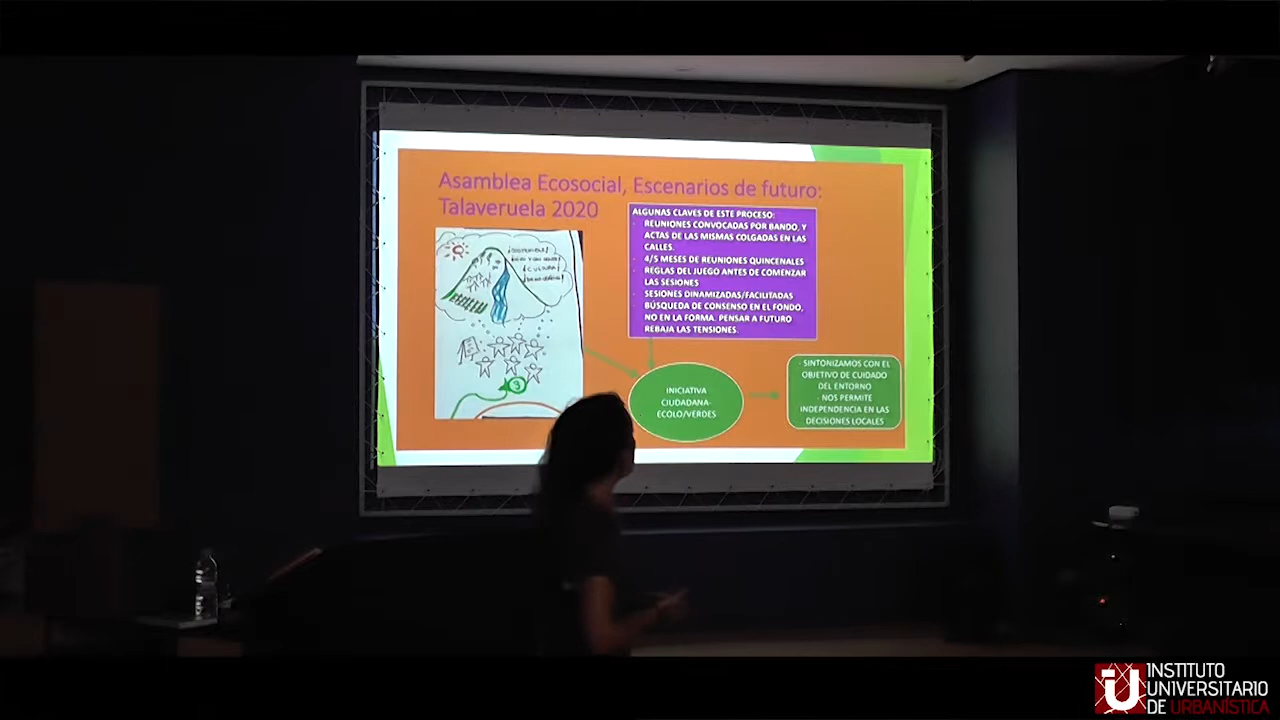 Asamblea Ecosocial, Escenarios de futuro:
Talaveruela 2020
ALGUNAS CLAVES DE ESTE PROCESO:
- REUNIONES CONVOCADAS POR BANDO, Y
ACTAS DE LAS MISMAS COLGADAS EN LAS
CALLES.
- 4/5 MESES DE REUNIONES QUINCENALES
- REGLAS DEL JUEGO ANTES DE COMENZAR
LAS SESIONES
- SESIONES DINAMIZADAS/FACILITADAS
- BÚSQUEDA DE CONSENSO EN EL FONDO,
NO EN LA FORMA. PENSAR A FUTURO
REBAJA LAS TENSIONES.
¡CULTURA!
3
INICIATIVA
CIUDADANA-
ECOLO/VERDES
- SINTONIZAMOS CON EL
OBJETIVO DE CUIDADO
DEL ENTORNO
- NOS PERMITE
INDEPENDENCIA EN LAS
DECISIONES LOCALES
iU INSTITUTO
UNIVERSITARIO
DE URBANÍSTICA